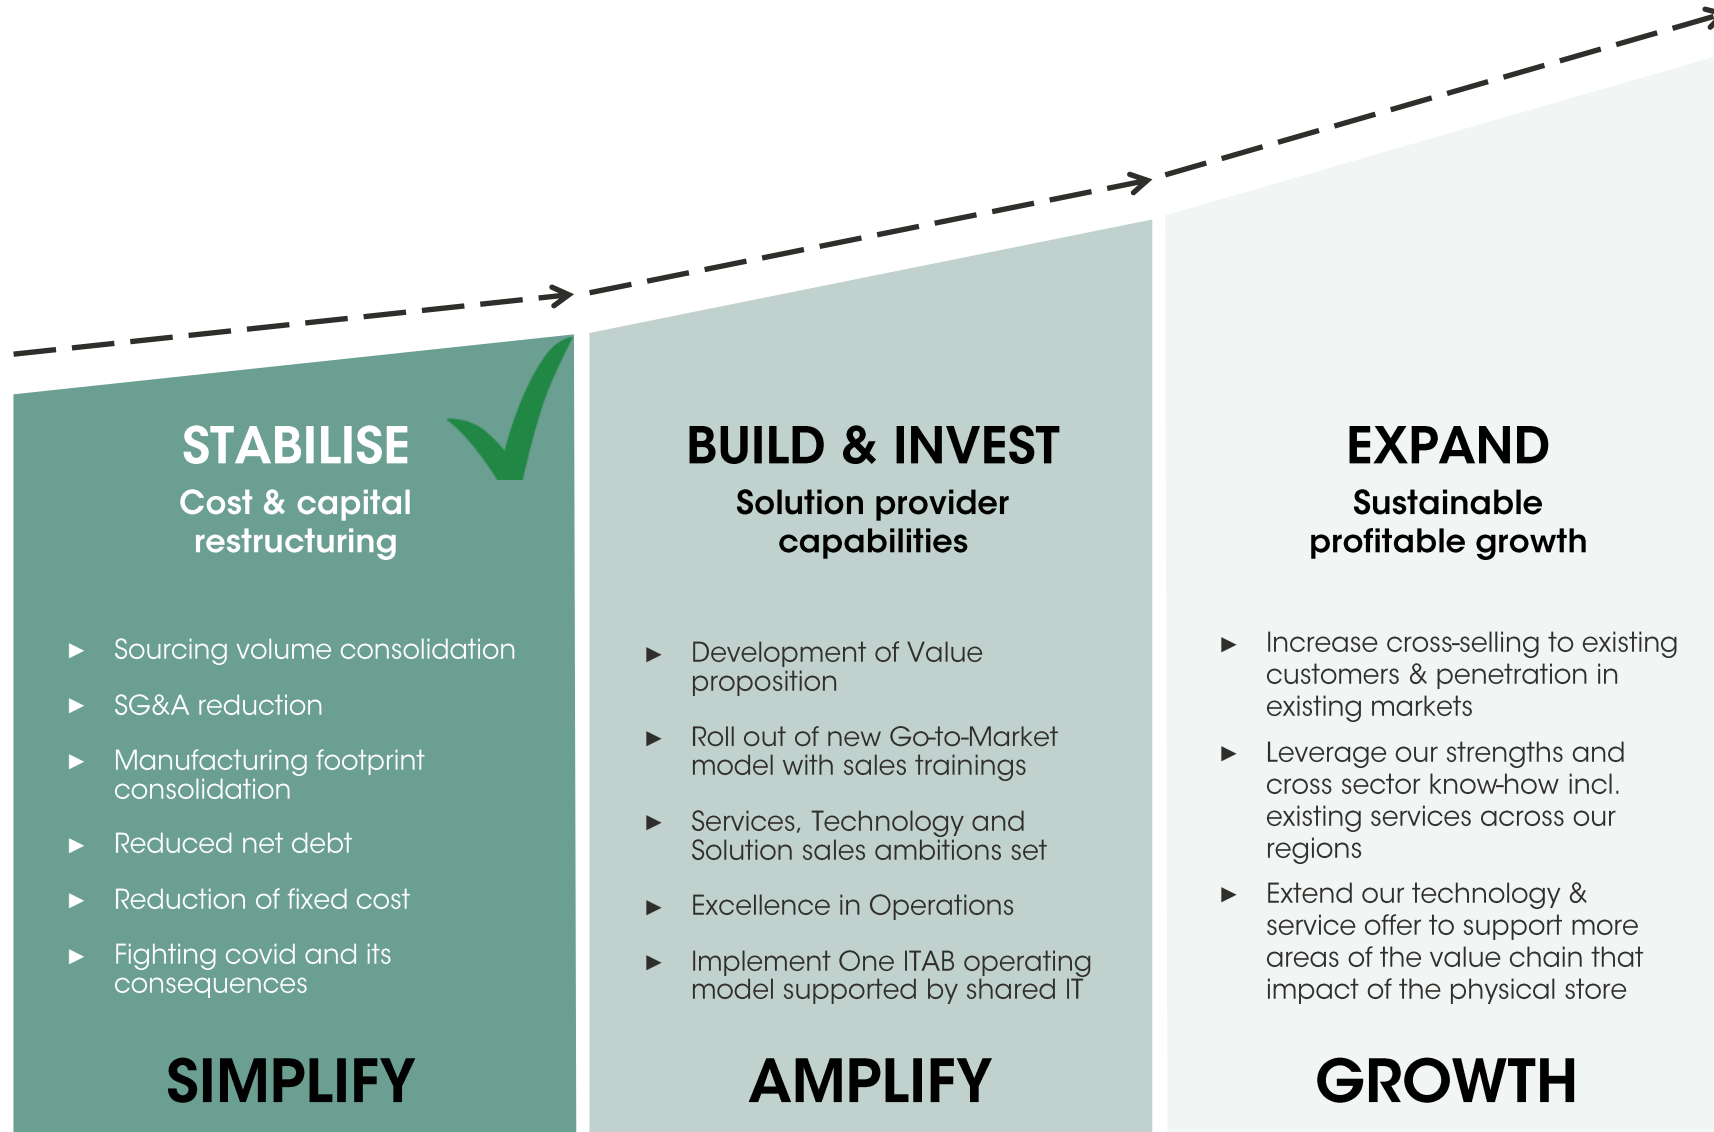 STABILISE
Cost & capital
restructuring
► Sourcing volume consolidation
► SG&A reduction
► Manufacturing footprint
consolidation
► Reduced net debt
► Reduction of fixed cost
► Fighting covid and its
consequences
SIMPLIFY
BUILD & INVEST
Solution provider
capabilities
► Development of Value
proposition
► Roll out of new Go-to-Market
model with sales trainings
► Services, Technology and
Solution sales ambitions set
► Excellence in Operations
► Implement One ITAB operating
model supported by shared IT
AMPLIFY
EXPAND
Sustainable
profitable growth
► Increase cross-selling to existing
customers & penetration in
existing markets
► Leverage our strengths and
cross sector know-how incl.
existing services across our
regions
► Extend our technology &
service offer to support more
areas of the value chain that
impact of the physical store
GROWTH